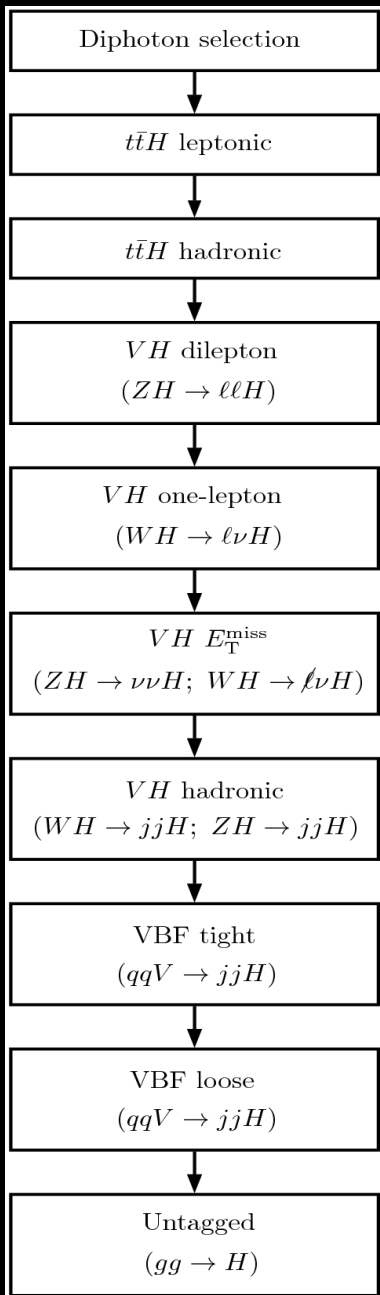 Diphoton selection
tt̄H leptonic
tt̄H hadronic
VH dilepton
(ZH → ℓℓH)
VH one-lepton
(WH → ℓνH)
VH E_T^miss
(ZH → ννH; WH → ℓ̸νH)
VH hadronic
(WH → jjH; ZH → jjH)
VBF tight
(qqV → jjH)
VBF loose
(qqV → jjH)
Untagged
(gg → H)